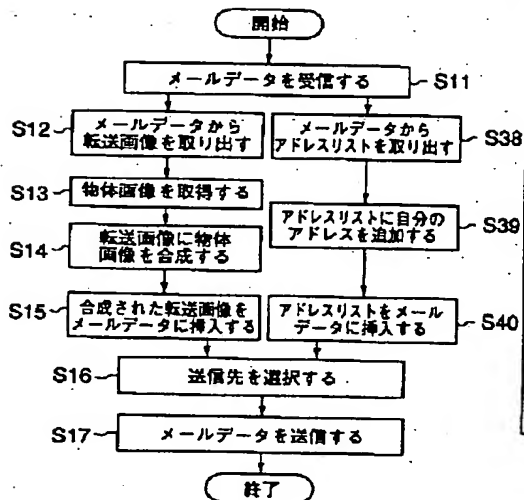 開始
メールデータを受信する
S11
S12
メールデータから
転送画像を取り出す
メールデータから
アドレスリストを取り出す
S38
S13
物体画像を取得する
S14
転送画像に物体
画像を合成する
アドレスリストに自分の
アドレスを追加する
S39
S15
合成された転送画像を
メールデータに挿入する
アドレスリストをメール
データに挿入する
S40
S16
送信先を選択する
S17
メールデータを送信する
終了